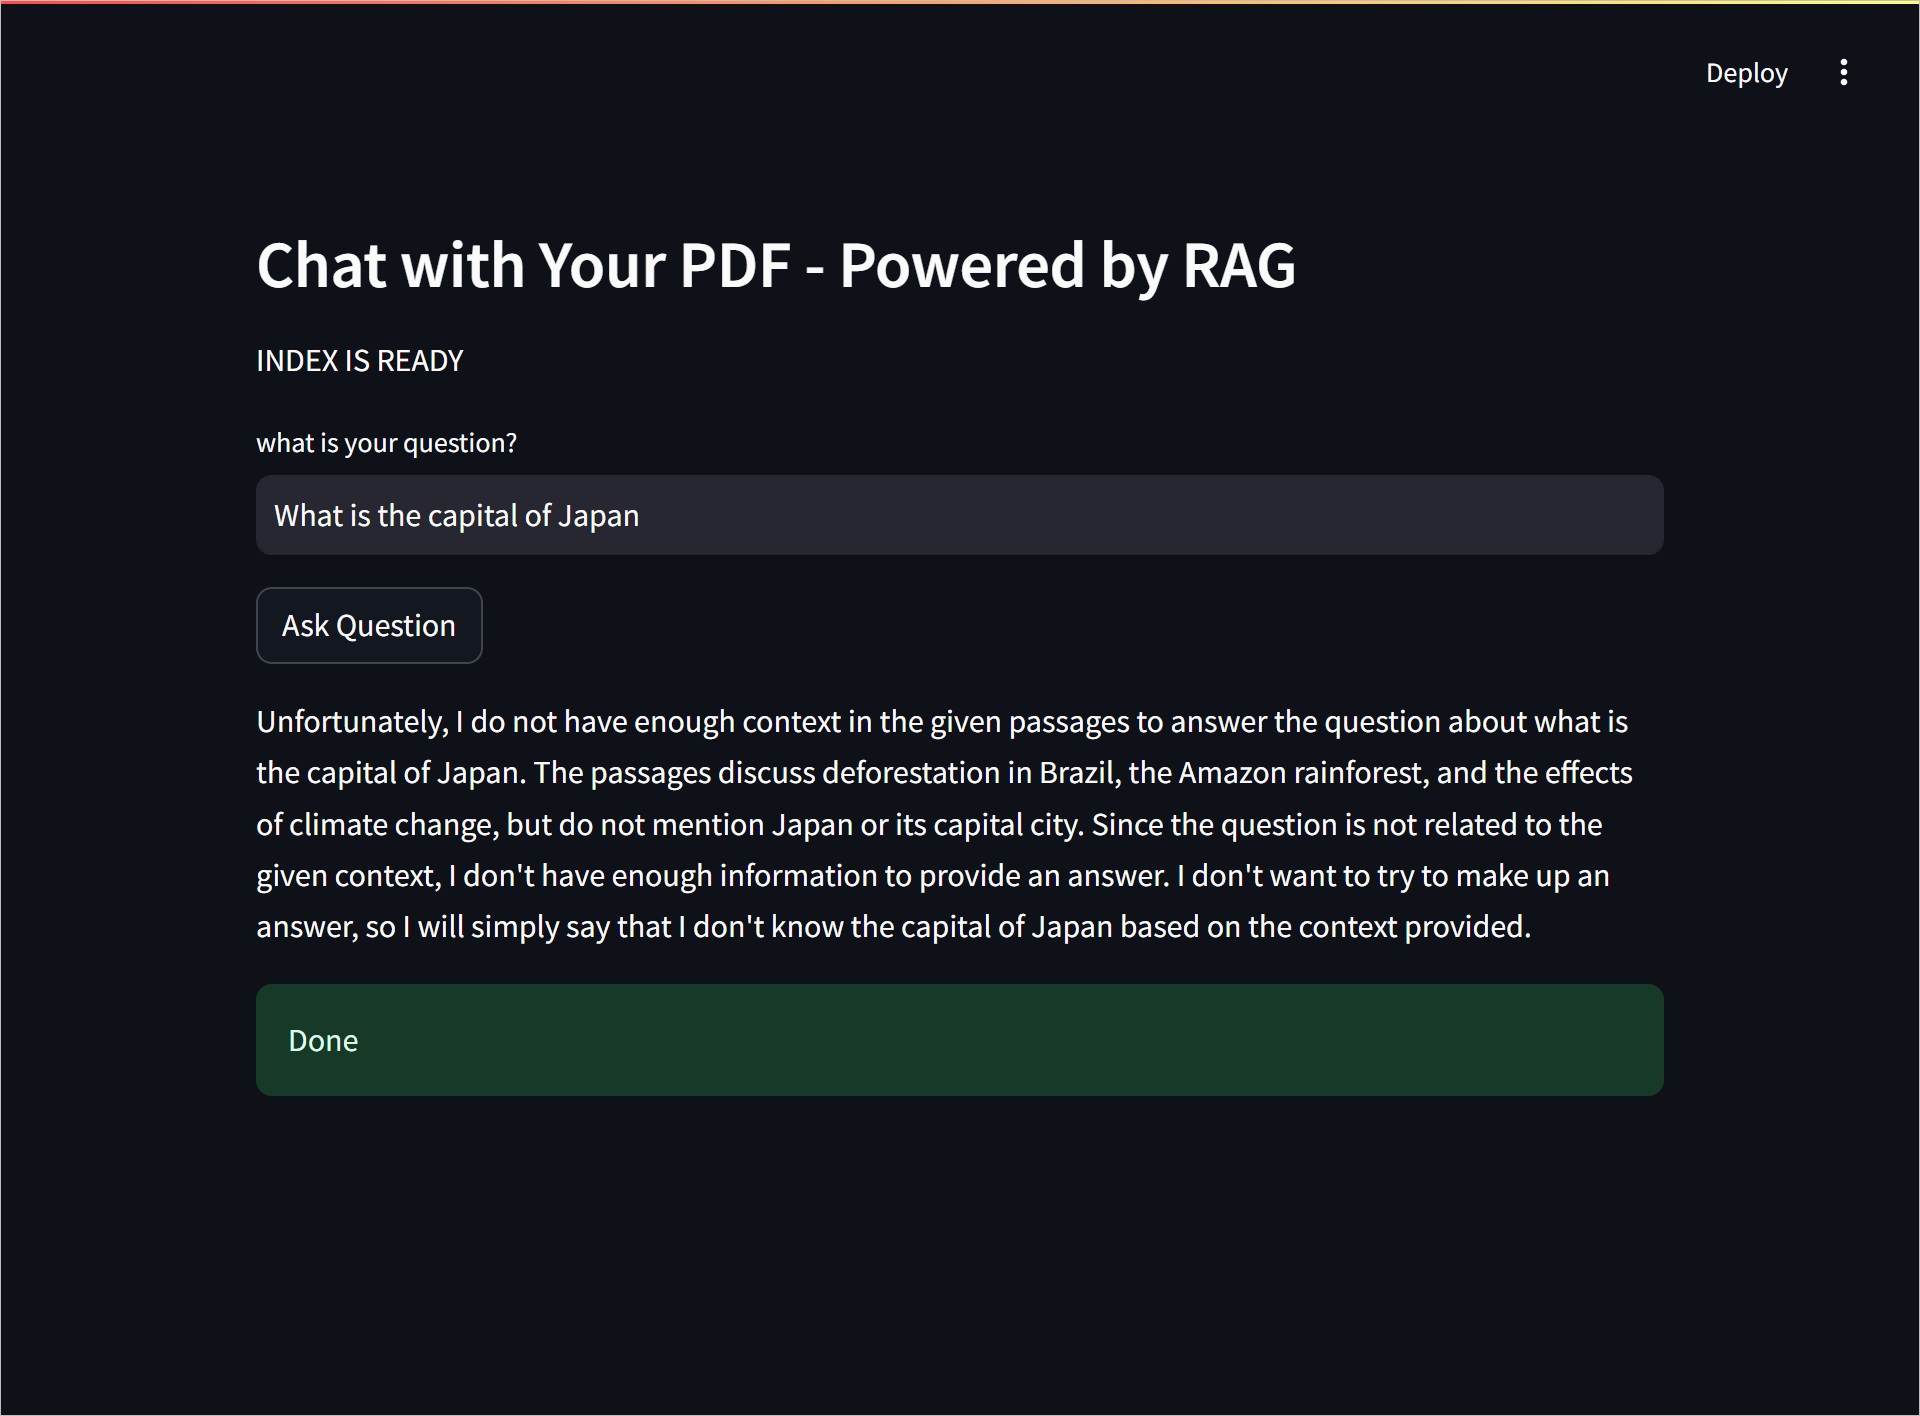 Deploy
Chat with Your PDF - Powered by RAG
INDEX IS READY
what is your question?
What is the capital of Japan
Ask Question
Unfortunately, I do not have enough context in the given passages to answer the question about what is
the capital of Japan. The passages discuss deforestation in Brazil, the Amazon rainforest, and the effects
of climate change, but do not mention Japan or its capital city. Since the question is not related to the
given context, I don't have enough information to provide an answer. I don't want to try to make up an
answer, so I will simply say that I don't know the capital of Japan based on the context provided.
Done